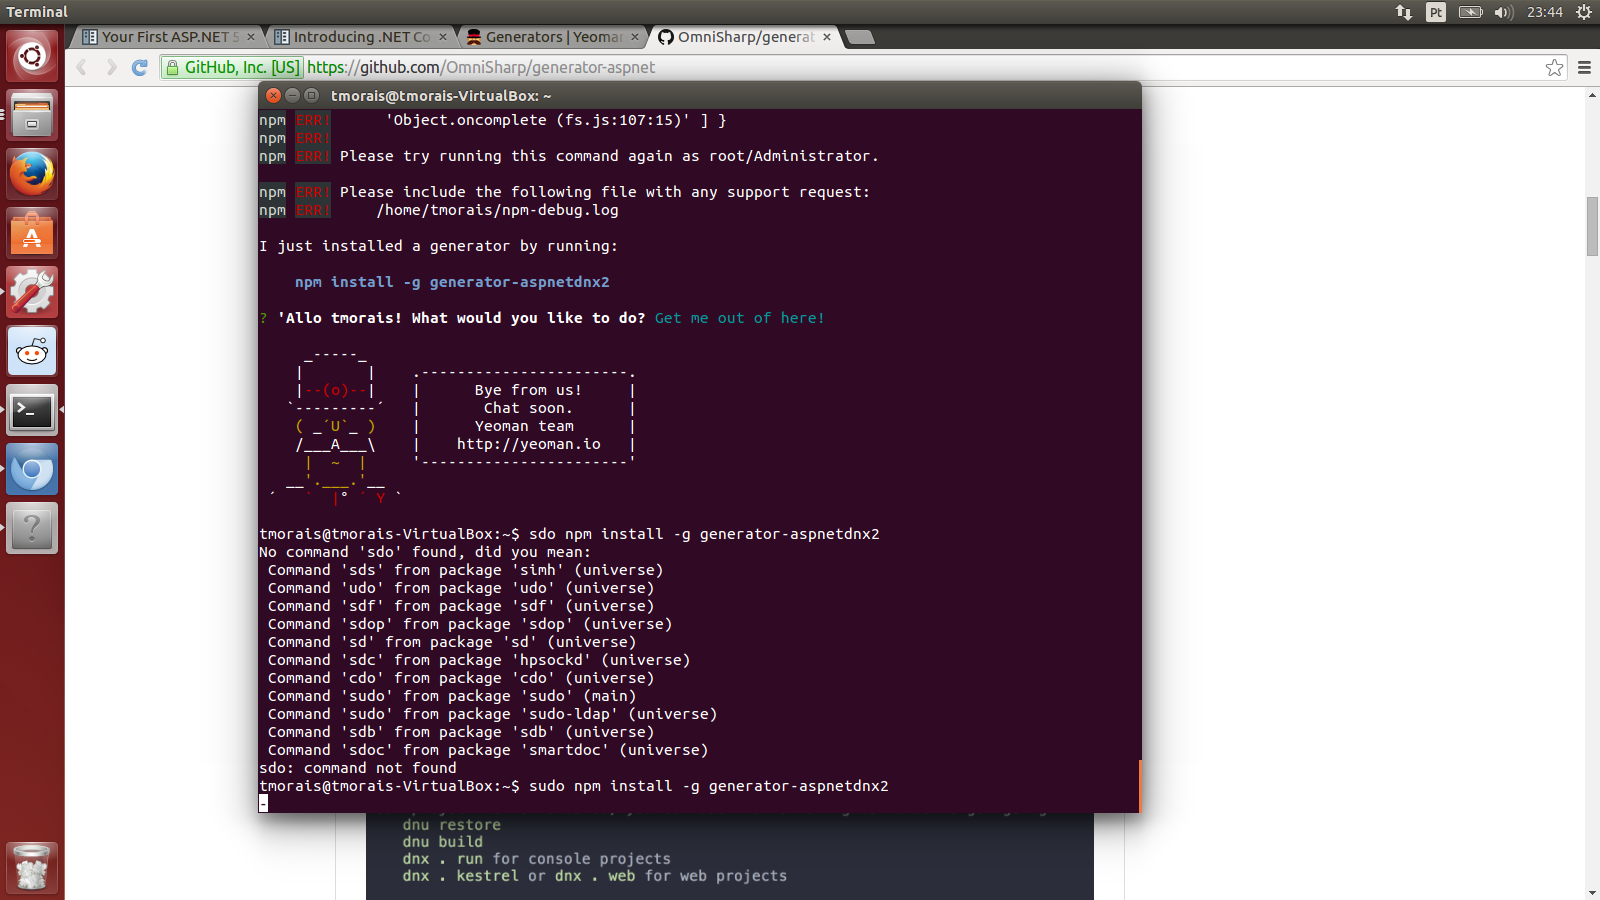 Terminal
Pt
23:44
Your First ASP.NET 5
Introducing .NET Co
Generators | Yeoman
OmniSharp/generat
GitHub, Inc. [US] https://github.com/OmniSharp/generator-aspnet
tmorais@tmorais-VirtualBox: ~
npm ERR!      'Object.oncomplete (fs.js:107:15)' ] }
npm ERR!
npm ERR! Please try running this command again as root/Administrator.
npm ERR! Please include the following file with any support request:
npm ERR!     /home/tmorais/npm-debug.log
I just installed a generator by running:
npm install -g generator-aspnetdnx2
? 'Allo tmorais! What would you like to do? Get me out of here!
Bye from us!
Chat soon.
Yeoman team
http://yeoman.io
tmorais@tmorais-VirtualBox:~$ sdo npm install -g generator-aspnetdnx2
No command 'sdo' found, did you mean:
Command 'sds' from package 'simh' (universe)
Command 'udo' from package 'udo' (universe)
Command 'sdf' from package 'sdf' (universe)
Command 'sdop' from package 'sdop' (universe)
Command 'sd' from package 'sd' (universe)
Command 'sdc' from package 'hpsockd' (universe)
Command 'cdo' from package 'cdo' (universe)
Command 'sudo' from package 'sudo' (main)
Command 'sudo' from package 'sudo-ldap' (universe)
Command 'sdb' from package 'sdb' (universe)
Command 'sdoc' from package 'smartdoc' (universe)
sdo: command not found
tmorais@tmorais-VirtualBox:~$ sudo npm install -g generator-aspnetdnx2
-
dnu restore
dnu build
dnx . run for console projects
dnx . kestrel or dnx . web for web projects